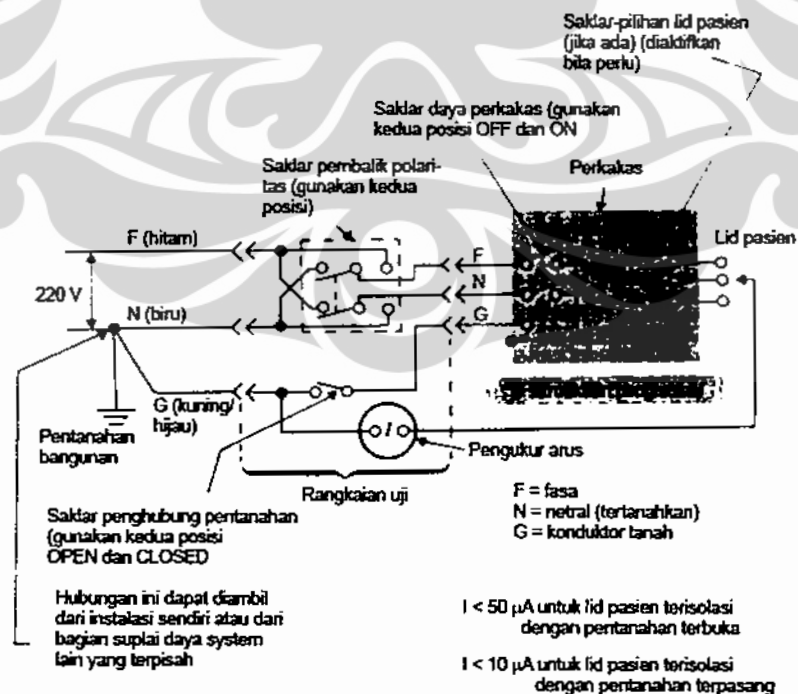 Saklar-pilihan lid pasien
(jika ada) (diaktifkan
bila perlu)
Saklar daya perkakas (gunakan
kedua posisi OFF dan ON
Saklar pembalik polari-
tas (gunakan kedua
posisi)
Perkakas
Lid pasien
F (hitam)
220 V
N (biru)
G (kuning/
hijau)
F
N
G
I
Pentanahan
bangunan
Pengukur arus
Rangkaian uji
Saklar penghubung pentanahan
(gunakan kedua posisi
OPEN dan CLOSED
F = fasa
N = netral (tertanahkan)
G = konduktor tanah
Hubungan ini dapat diambil
dari instalasi sendiri atau dari
bagian suplai daya system
lain yang terpisah
I < 50 μA untuk lid pasien terisolasi
dengan pentanahan terbuka
I < 10 μA untuk lid pasien terisolasi
dengan pentanahan terpasang